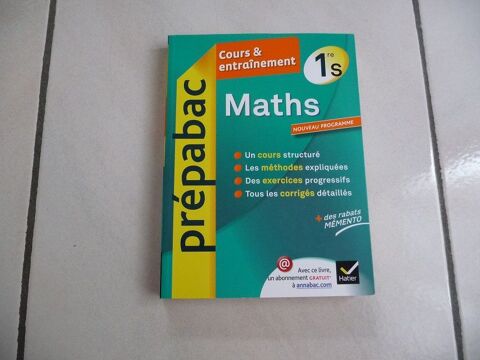 prépabac
Cours &
entraînement
1re S
Maths
NOUVEAU PROGRAMME
Un cours structuré
Les méthodes expliquées
Des exercices progressifs
Tous les corrigés détaillés
+ des rabats
MÉMENTO
@
Avec ce livre,
un abonnement GRATUIT*
à annabac.com
Hatier